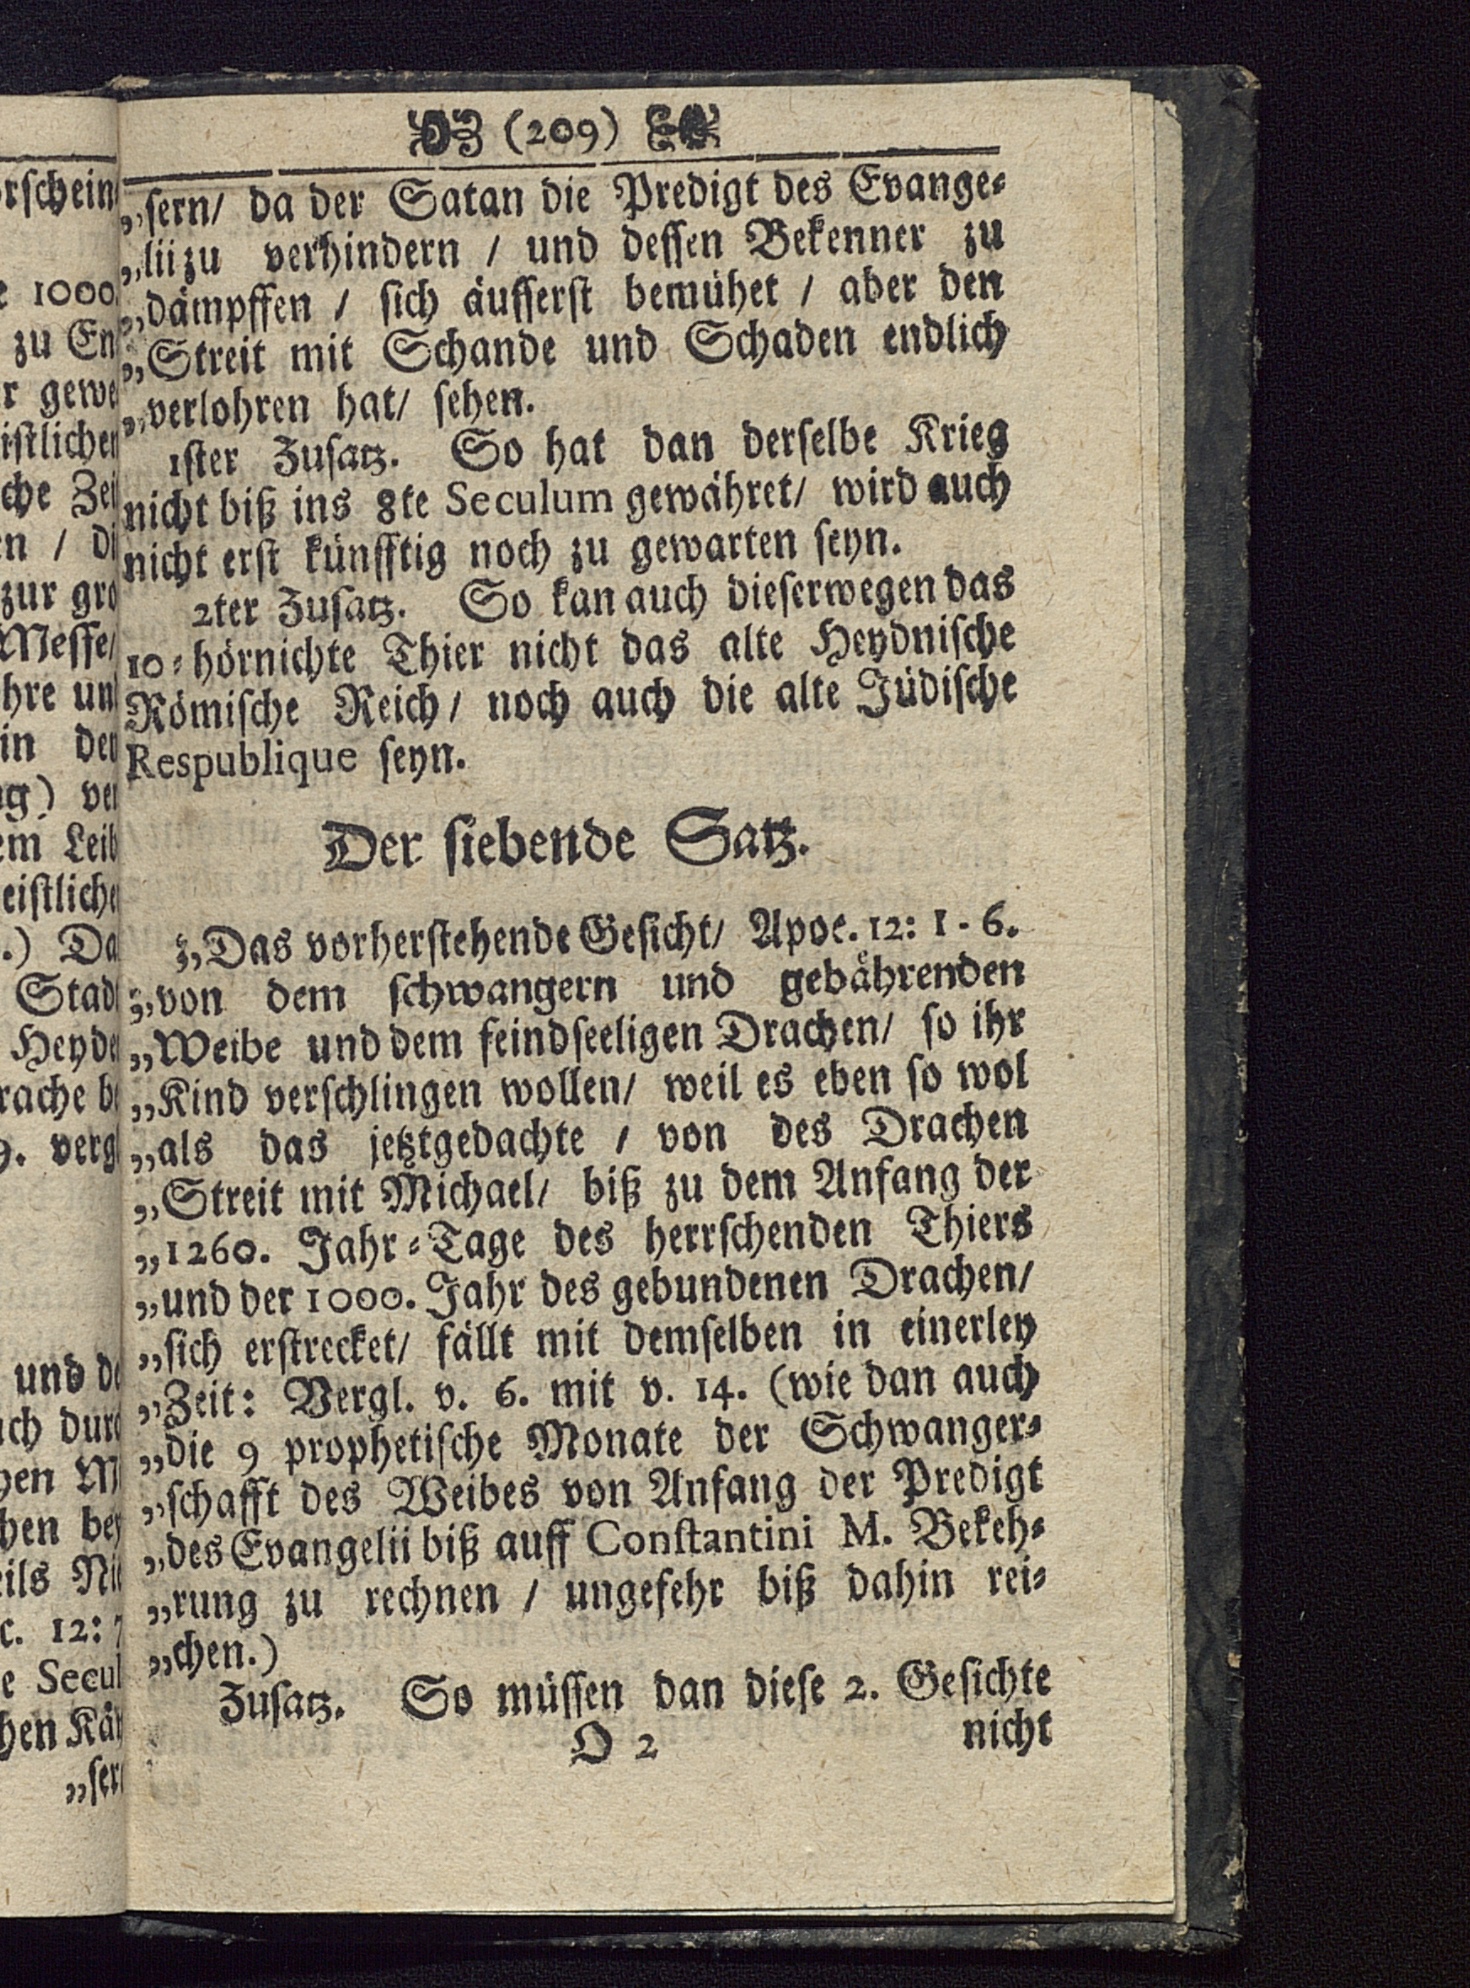 (209)
„sern/ da der Satan die Predigt des Evange⸗
„lii zu verhindern / und dessen Bekenner zu
„dämpffen / sich äusserst bemühet / aber den
„Streit mit Schande und Schaden endlich
„verlohren hat/ sehen.
1ster Zusatz. So hat dan derselbe Krieg
nicht biß ins 8te Seculum gewähret/ wird auch
nicht erst künfftig noch zu gewarten seyn.
2ter Zusatz. So kan auch dieserwegen das
10⸗hörnichte Thier nicht das alte Heydnische
Römische Reich/ noch auch die alte Jüdische
Respublique seyn.
Der siebende Satz.
„Das vorherstehende Gesicht/ Apoc. 12: 1-6.
„von dem schwangern und gebährenden
„Weibe und dem feindseeligen Drachen/ so ihr
„Kind verschlingen wollen/ weil es eben so wol
„als das jetztgedachte / von des Drachen
„Streit mit Michael/ biß zu dem Anfang der
„1260. Jahr⸗Tage des herrschenden Thiers
„und der 1000. Jahr des gebundenen Drachen/
„sich erstrecket/ fällt mit demselben in einerley
„Zeit: Vergl. v. 6. mit v. 14. (wie dan auch
„die 9 prophetische Monate der Schwanger⸗
„schafft des Weibes von Anfang der Predigt
„des Evangelii biß auff Constantini M. Bekeh⸗
„rung zu rechnen / ungefehr biß dahin rei⸗
„chen.)
Zusatz. So müssen dan diese 2. Gesichte
O 2 nicht